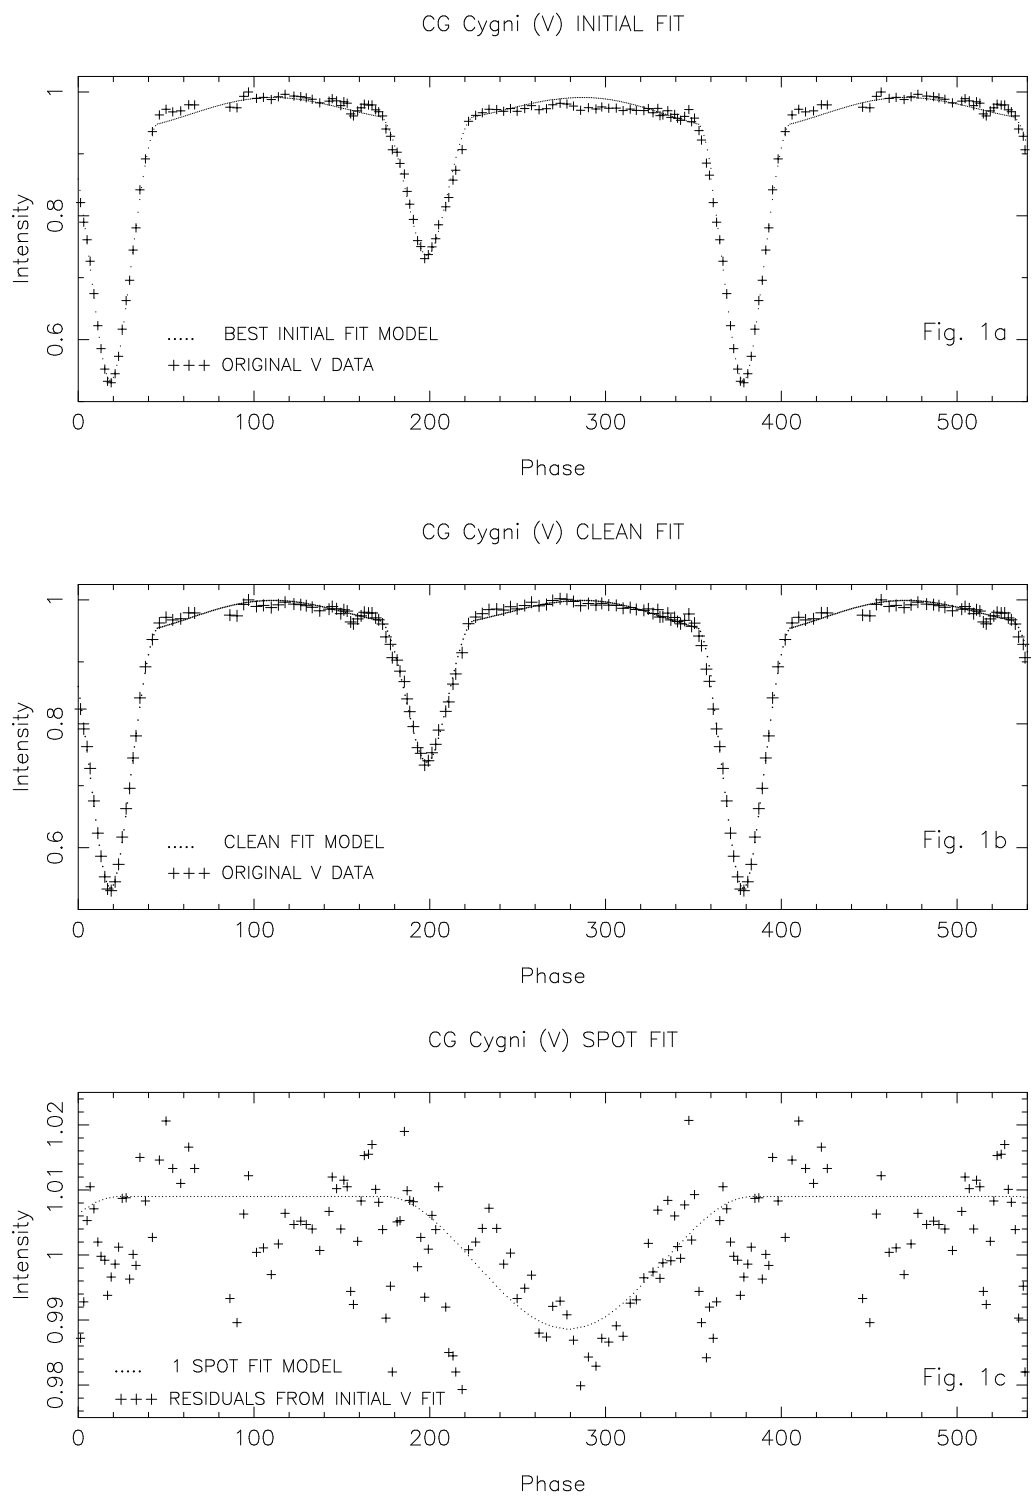 CG Cygni (V) INITIAL FIT
1
0.8
0.6
Intensity
..... BEST INITIAL FIT MODEL
+++ ORIGINAL V DATA
Fig. 1a
0 100 200 300 400 500
Phase
CG Cygni (V) CLEAN FIT
1
0.8
0.6
Intensity
..... CLEAN FIT MODEL
+++ ORIGINAL V DATA
Fig. 1b
0 100 200 300 400 500
Phase
CG Cygni (V) SPOT FIT
1.02
1.01
1
0.99
0.98
Intensity
..... 1 SPOT FIT MODEL
+++ RESIDUALS FROM INITIAL V FIT
Fig. 1c
0 100 200 300 400 500
Phase